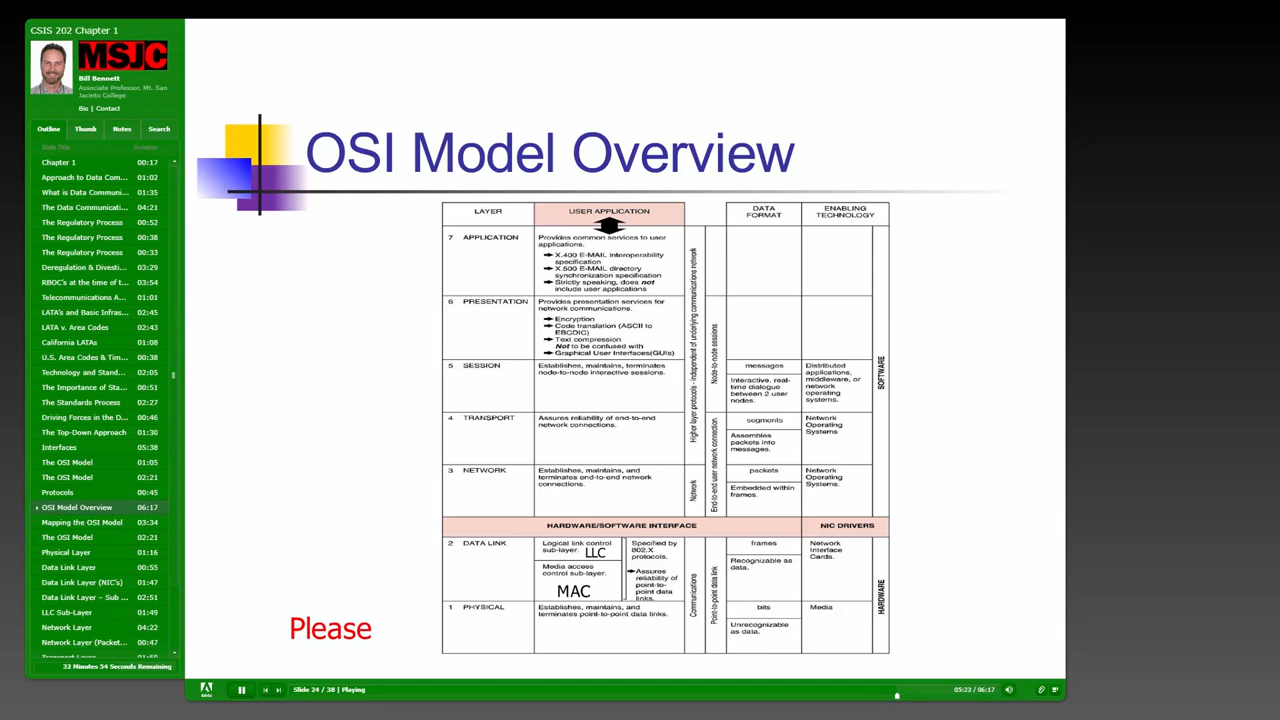 CSIS 202 Chapter 1
MSJC
Bill Bennett
Associate Professor, Mt. San
Jacinto College
Bio | Contact
Outline Thumb Notes Search
Slide Title Duration
Chapter 1 00:17
Approach to Data Com... 01:02
What is Data Communi... 01:35
The Data Communicati... 04:21
The Regulatory Process 00:52
The Regulatory Process 00:38
The Regulatory Process 00:33
Deregulation & Divesti... 03:29
RBOC's at the time of t... 03:54
Telecommunications A... 01:01
LATA's and Basic Infras... 02:45
LATA v. Area Codes 02:43
California LATAs 01:08
U.S. Area Codes & Tim... 00:38
Technology and Stand... 02:05
The Importance of Sta... 00:51
The Standards Process 02:27
Driving Forces in the D... 00:46
The Top-Down Approach 01:30
Interfaces 05:38
The OSI Model 01:05
The OSI Model 02:21
Protocols 00:45
OSI Model Overview 06:17
Mapping the OSI Model 03:34
The OSI Model 02:01
Physical Layer 01:16
Data Link Layer 00:55
Data Link Layer (NIC's) 01:47
Data Link Layer – Sub ... 02:51
LLC Sub-Layer 01:49
Network Layer 04:22
Network Layer (Packet... 00:47
Transport Layer 01:50
32 Minutes 54 Seconds Remaining
OSI Model Overview
LAYER USER APPLICATION DATA FORMAT ENABLING TECHNOLOGY
7 APPLICATION
Provides common services to user
applications.
X.400 E-MAIL interoperability
specification
X.500 E-MAIL directory
synchronization specification
Strictly speaking, does not
include user applications
6 PRESENTATION
Provides presentation services for
network communications.
Encryption
Code translation (ASCII to
EBCDIC)
Text compression
Not to be confused with
Graphical User Interfaces(GUIs)
5 SESSION
Establishes, maintains, terminates
node-to-node interactive sessions.
messages
Interactive, real-
time dialogue
between 2 user
nodes.
Distributed
applications,
middleware, or
network
operating
systems.
4 TRANSPORT
Assures reliability of end-to-end
network connections.
segments
Assembles
packets into
messages.
Network
Operating
Systems
3 NETWORK
Establishes, maintains, and
terminates end-to-end network
connections.
packets
Embedded within
frames.
Network
Operating
Systems.
Higher layer protocols - independent of underlying communications network
Node-to-node sessions
Network
End-to-end user network connection.
SOFTWARE
HARDWARE/SOFTWARE INTERFACE NIC DRIVERS
2 DATA LINK
Logical link control
sub-layer. LLC
Media access
control sub-layer.
MAC
Specified by
802.X
protocols.
Assures
reliability of
point-to-
point data
links.
frames
Recognizable as
data.
Network
Interface
Cards.
1 PHYSICAL
Establishes, maintains, and
terminates point-to-point data links.
bits
Unrecognizable
as data.
Media
Communications
Point-to-point data link
HARDWARE
Please
Adobe
Slide 24 / 38 | Playing
05:23 / 06:17